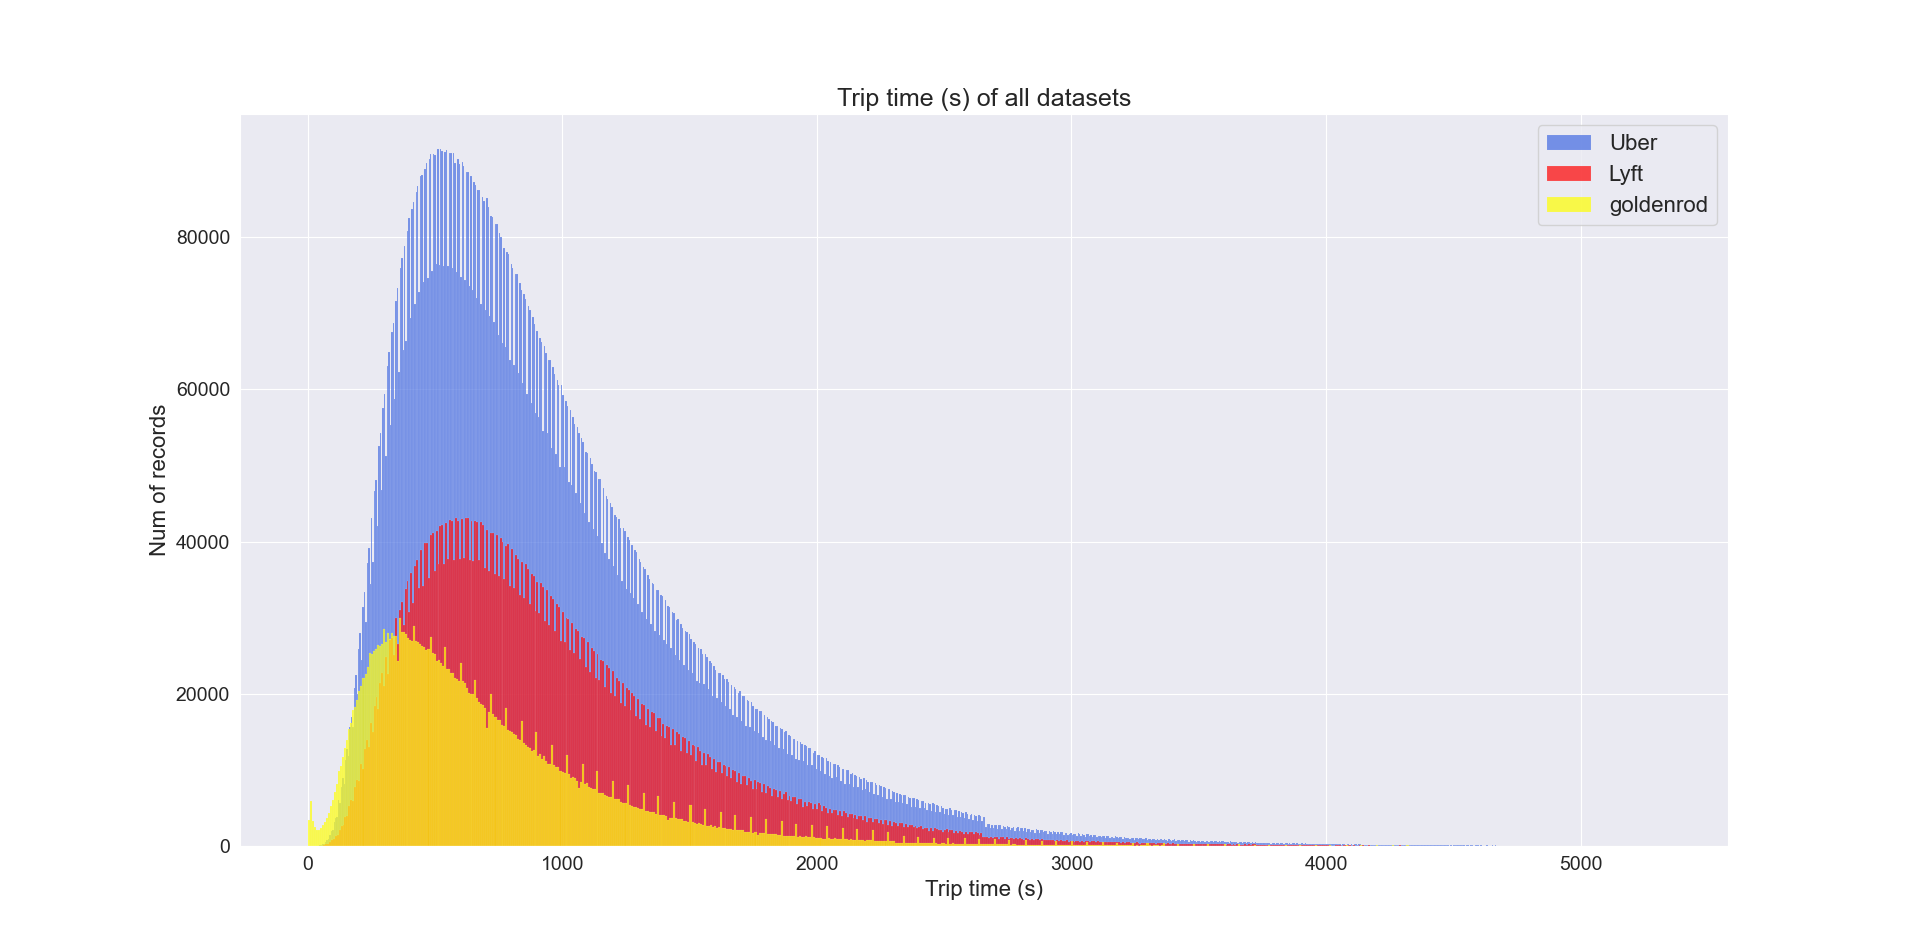 Trip time (s) of all datasets
Uber
Lyft
goldenrod
80000
60000
40000
20000
0
Num of records
0 1000 2000 3000 4000 5000
Trip time (s)